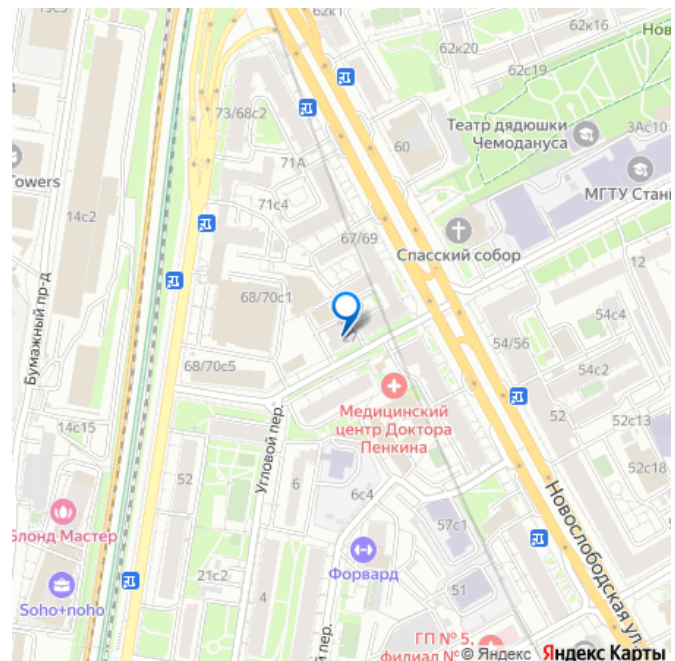 62к1
62к16
62к20
62с19
73/68с2
Театр дядюшки
Чемодануса
3Ас10
60
71А
Towers
14с2
71с4
МГТУ Стан
67/69
Спасский собор
12
68/70с1
54с4
Бумажный пр-д
27
54/56
68/70с5
54с2
Медицинский
центр Доктора
Пенкина
52
52с13
14с15
Угловой пер.
52с18
52
6
6с4
Новослободская ул.
Блонд Мастер
57с1
Форвард
21с2
Soho+noho
4
51
пер.
ГП № 5,
филиал №
© Яндекс Яндекс Карты